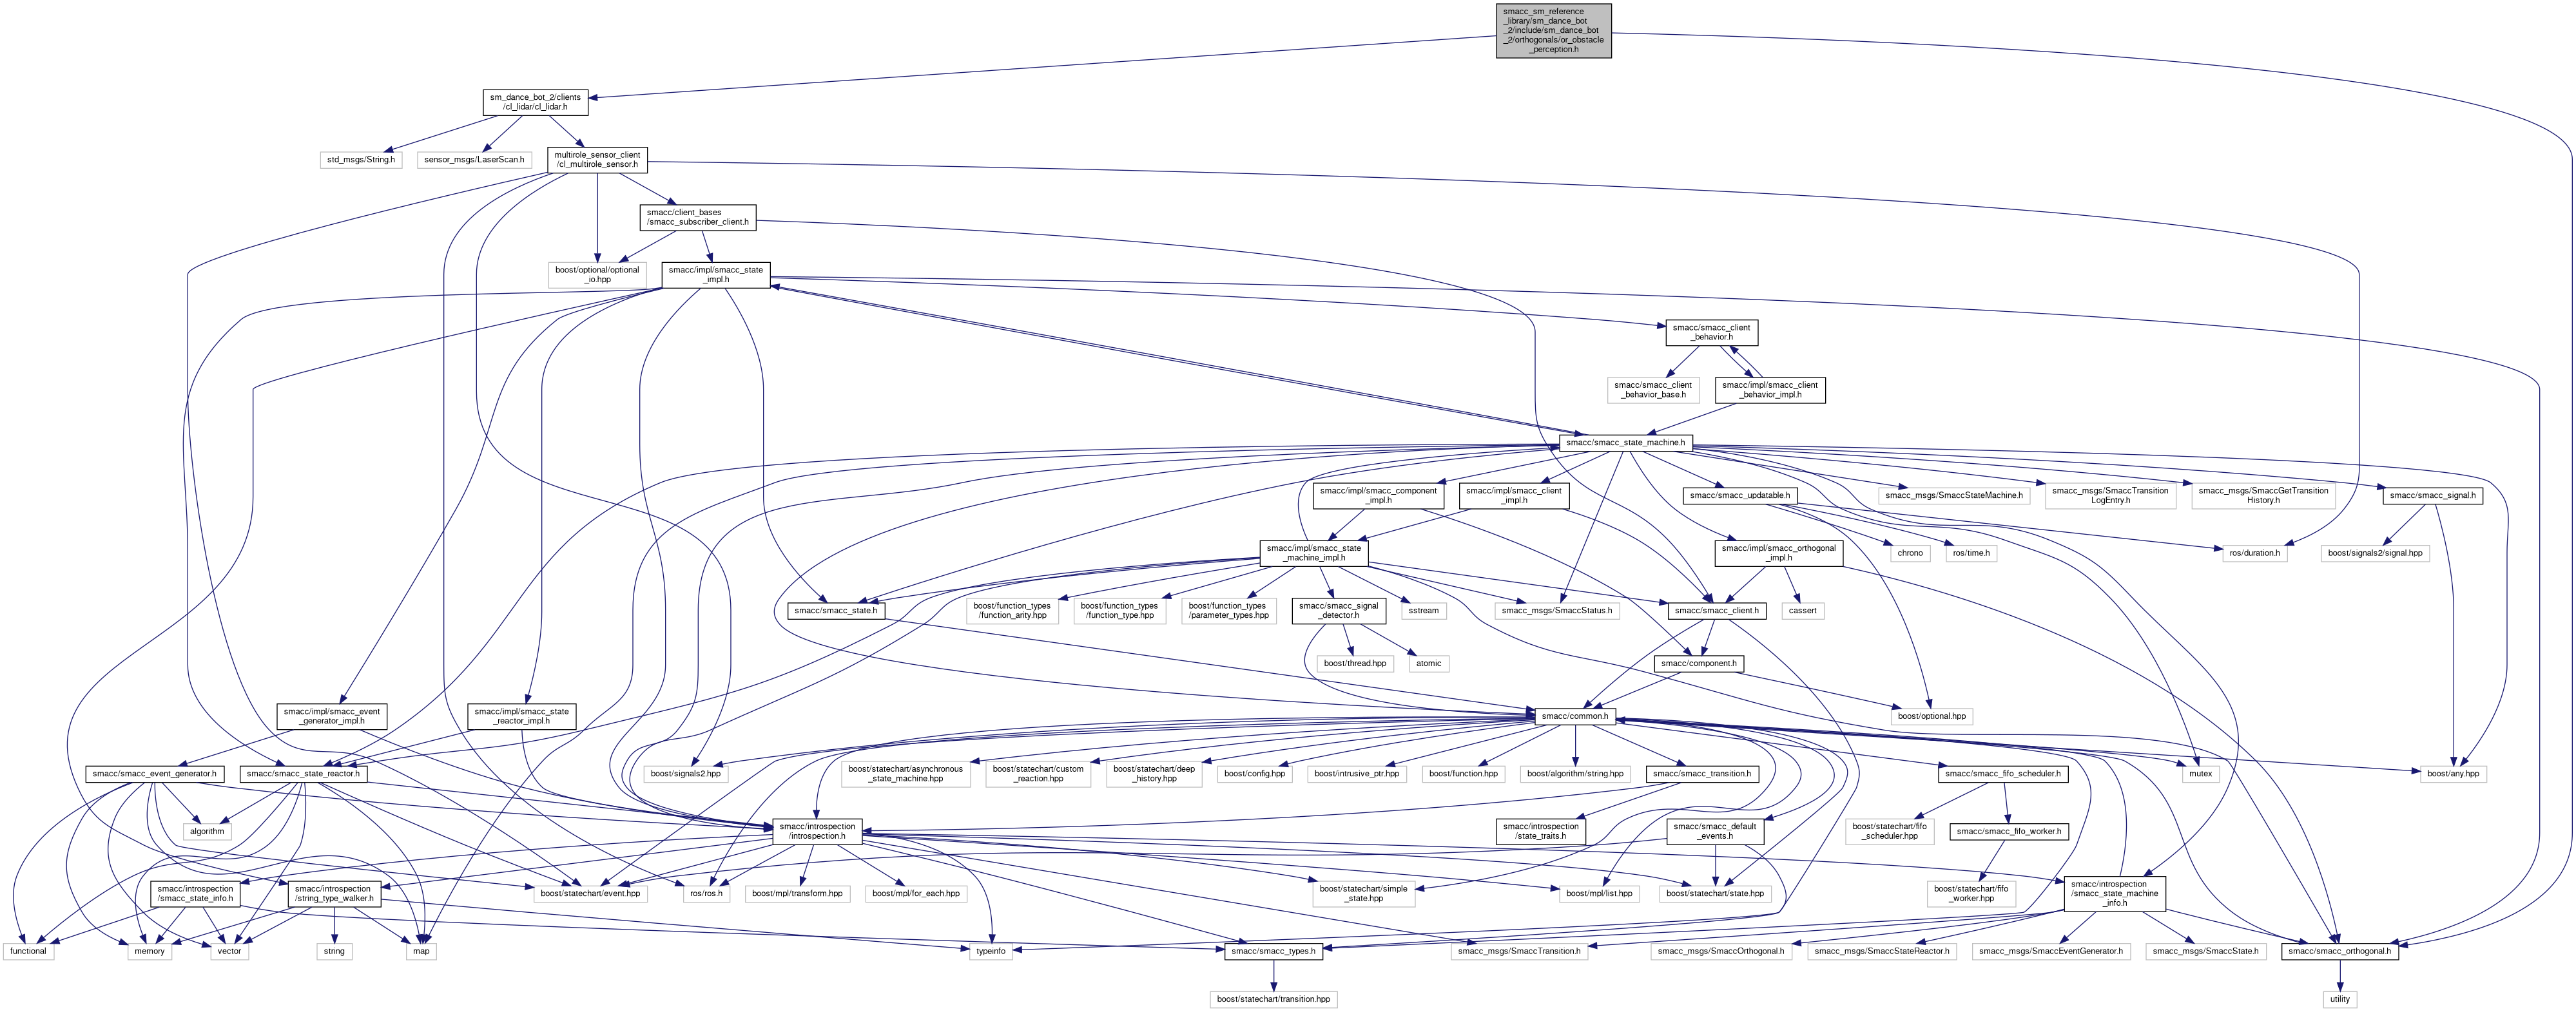 smacc_sm_reference
_library/sm_dance_bot
_2/include/sm_dance_bot
_2/orthogonals/or_obstacle
_perception.h
sm_dance_bot_2/clients
/cl_lidar/cl_lidar.h
std_msgs/String.h
sensor_msgs/LaserScan.h
multirole_sensor_client
/cl_multirole_sensor.h
smacc/client_bases
/smacc_subscriber_client.h
boost/optional/optional
_io.hpp
smacc/impl/smacc_state
_impl.h
smacc/smacc_client
_behavior.h
smacc/smacc_client
_behavior_base.h
smacc/impl/smacc_client
_behavior_impl.h
smacc/smacc_state_machine.h
smacc/impl/smacc_component
_impl.h
smacc/impl/smacc_client
_impl.h
smacc/smacc_updatable.h
smacc_msgs/SmaccStateMachine.h
smacc_msgs/SmaccTransition
LogEntry.h
smacc_msgs/SmaccGetTransition
History.h
smacc/smacc_signal.h
smacc/impl/smacc_state
_machine_impl.h
smacc/impl/smacc_orthogonal
_impl.h
chrono
ros/time.h
ros/duration.h
boost/signals2/signal.hpp
smacc/smacc_state.h
boost/function_types
/function_arity.hpp
boost/function_types
/function_type.hpp
boost/function_types
/parameter_types.hpp
smacc/smacc_signal
_detector.h
sstream
smacc_msgs/SmaccStatus.h
smacc/smacc_client.h
cassert
boost/thread.hpp
atomic
smacc/component.h
smacc/impl/smacc_event
_generator_impl.h
smacc/impl/smacc_state
_reactor_impl.h
smacc/common.h
boost/optional.hpp
smacc/smacc_event_generator.h
smacc/smacc_state_reactor.h
boost/signals2.hpp
boost/statechart/asynchronous
_state_machine.hpp
boost/statechart/custom
_reaction.hpp
boost/statechart/deep
_history.hpp
boost/config.hpp
boost/intrusive_ptr.hpp
boost/function.hpp
boost/algorithm/string.hpp
smacc/smacc_transition.h
smacc/smacc_fifo_scheduler.h
mutex
boost/any.hpp
algorithm
smacc/introspection
/introspection.h
smacc/introspection
/state_traits.h
smacc/smacc_default
_events.h
boost/statechart/fifo
_scheduler.hpp
smacc/smacc_fifo_worker.h
smacc/introspection
/smacc_state_info.h
smacc/introspection
/string_type_walker.h
boost/statechart/event.hpp
ros/ros.h
boost/mpl/transform.hpp
boost/mpl/for_each.hpp
boost/statechart/simple
_state.hpp
boost/mpl/list.hpp
boost/statechart/state.hpp
boost/statechart/fifo
_worker.hpp
smacc/introspection
/smacc_state_machine
_info.h
functional
memory
vector
string
map
typeinfo
smacc/smacc_types.h
smacc_msgs/SmaccTransition.h
smacc_msgs/SmaccOrthogonal.h
smacc_msgs/SmaccStateReactor.h
smacc_msgs/SmaccEventGenerator.h
smacc_msgs/SmaccState.h
smacc/smacc_orthogonal.h
boost/statechart/transition.hpp
utility